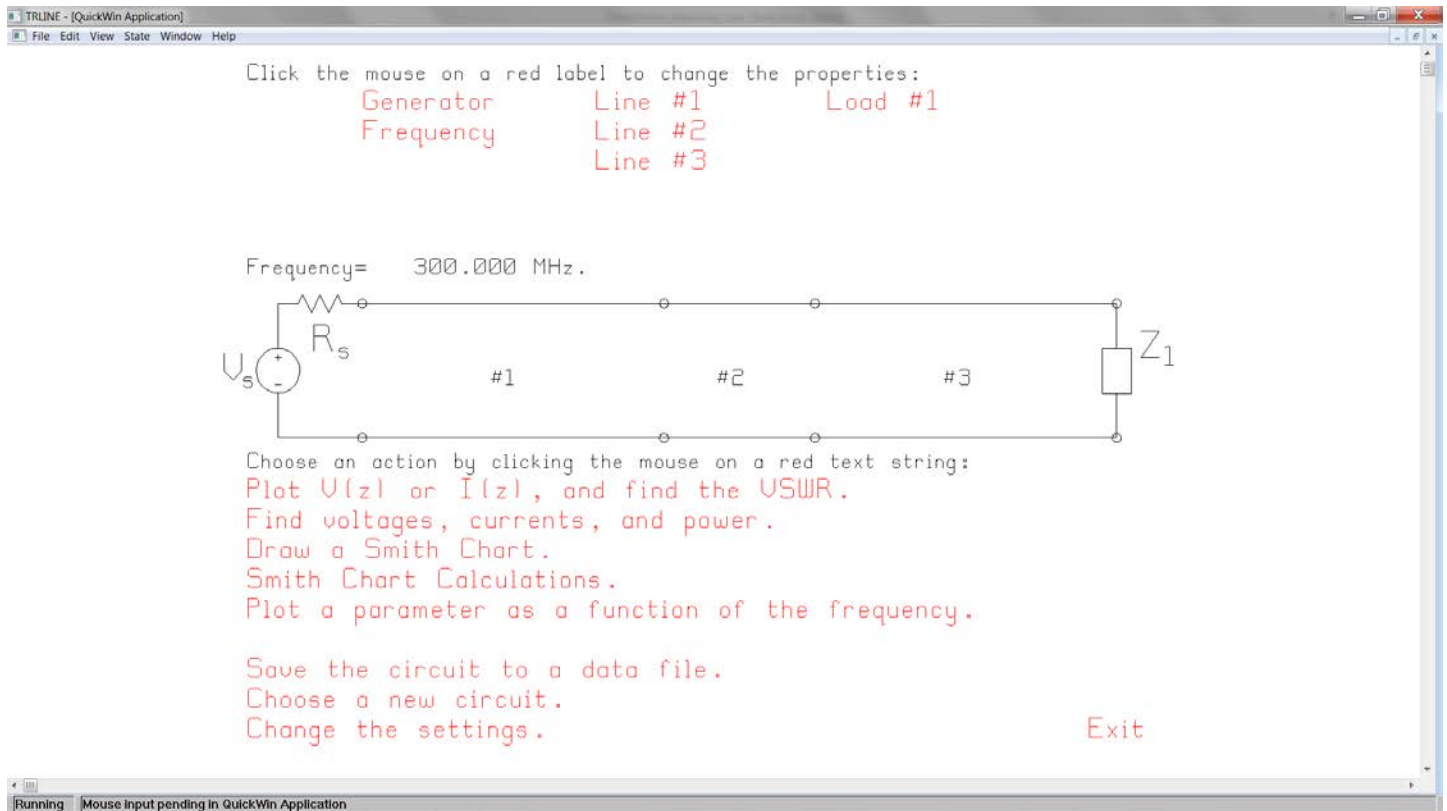 TRLINE - [QuickWin Application]
File Edit View State Window Help
Click the mouse on a red label to change the properties:
Generator Line #1 Load #1
Frequency Line #2
Line #3
Frequency= 300.000 MHz.
Rs
Vs + - #1 #2 #3 Z1
Choose an action by clicking the mouse on a red text string:
Plot V(z) or I(z), and find the VSWR.
Find voltages, currents, and power.
Draw a Smith Chart.
Smith Chart Calculations.
Plot a parameter as a function of the frequency.
Save the circuit to a data file.
Choose a new circuit.
Change the settings. Exit
Running Mouse input pending in QuickWin Application